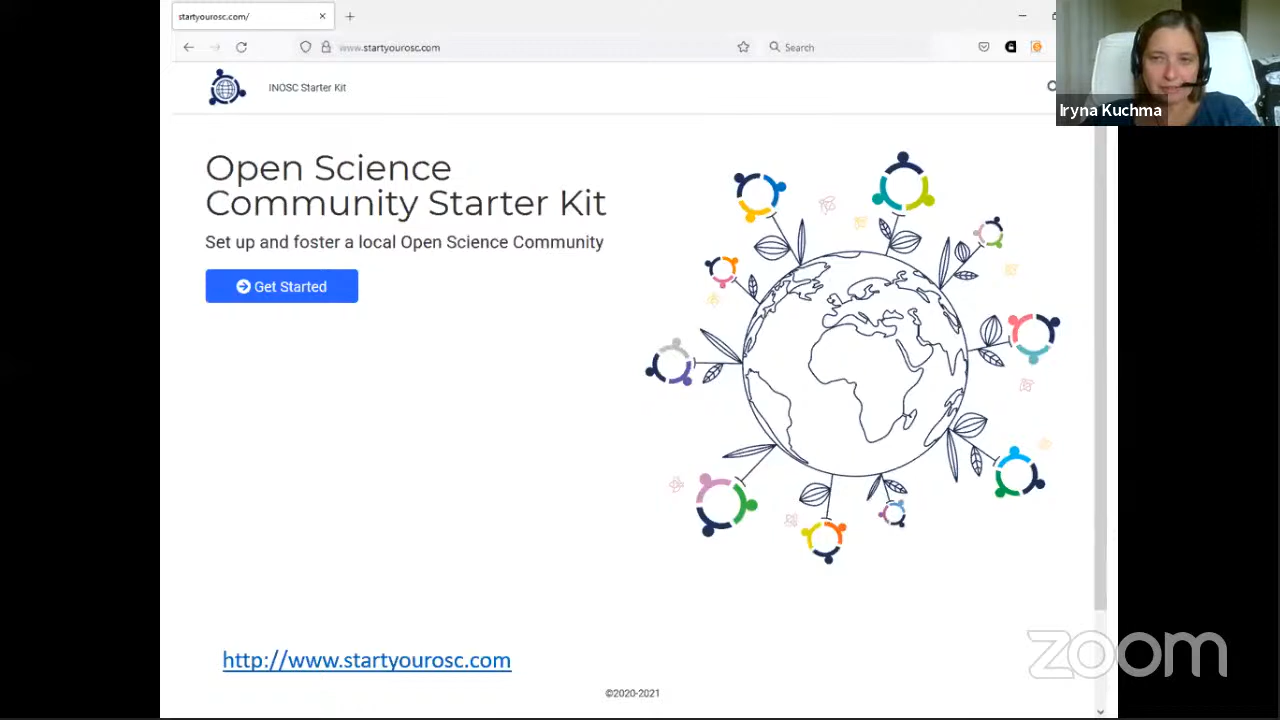 startyourosc.com/
www.startyourosc.com
Search
INOSC Starter Kit
Iryna Kuchma
Open Science
Community Starter Kit
Set up and foster a local Open Science Community
Get Started
http://www.startyourosc.com
zoom
©2020-2021